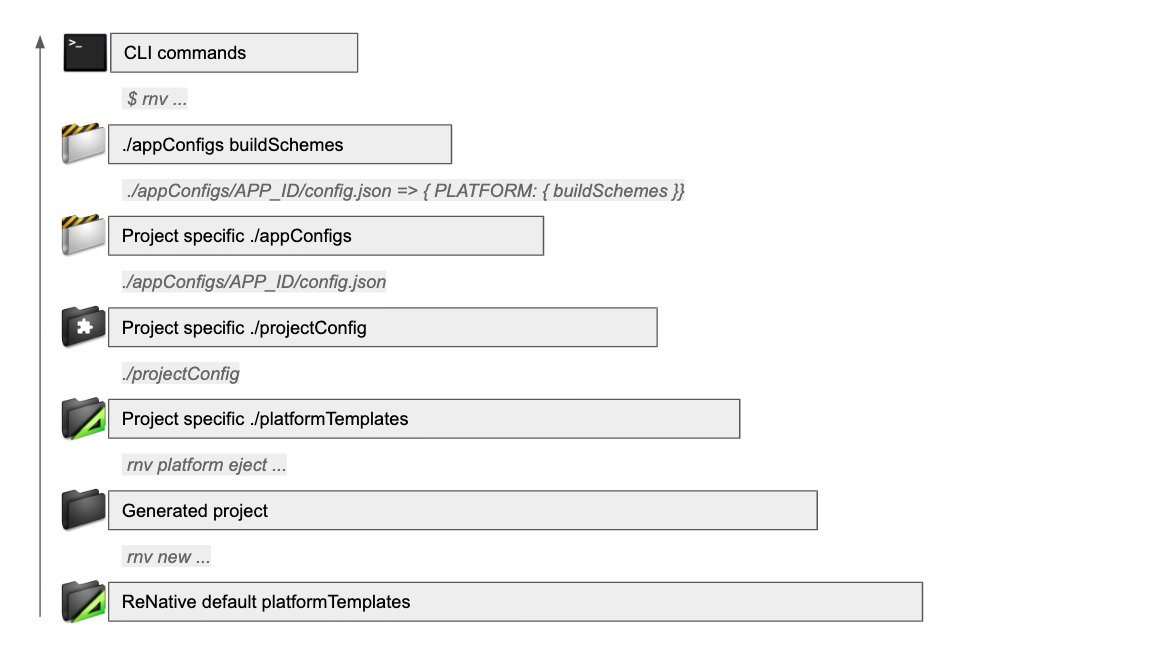 >_
CLI commands
$ rnv ...
./appConfigs buildSchemes
./appConfigs/APP_ID/config.json => { PLATFORM: { buildSchemes }}
Project specific ./appConfigs
./appConfigs/APP_ID/config.json
Project specific ./projectConfig
./projectConfig
Project specific ./platformTemplates
rnv platform eject ...
Generated project
rnv new ...
ReNative default platformTemplates